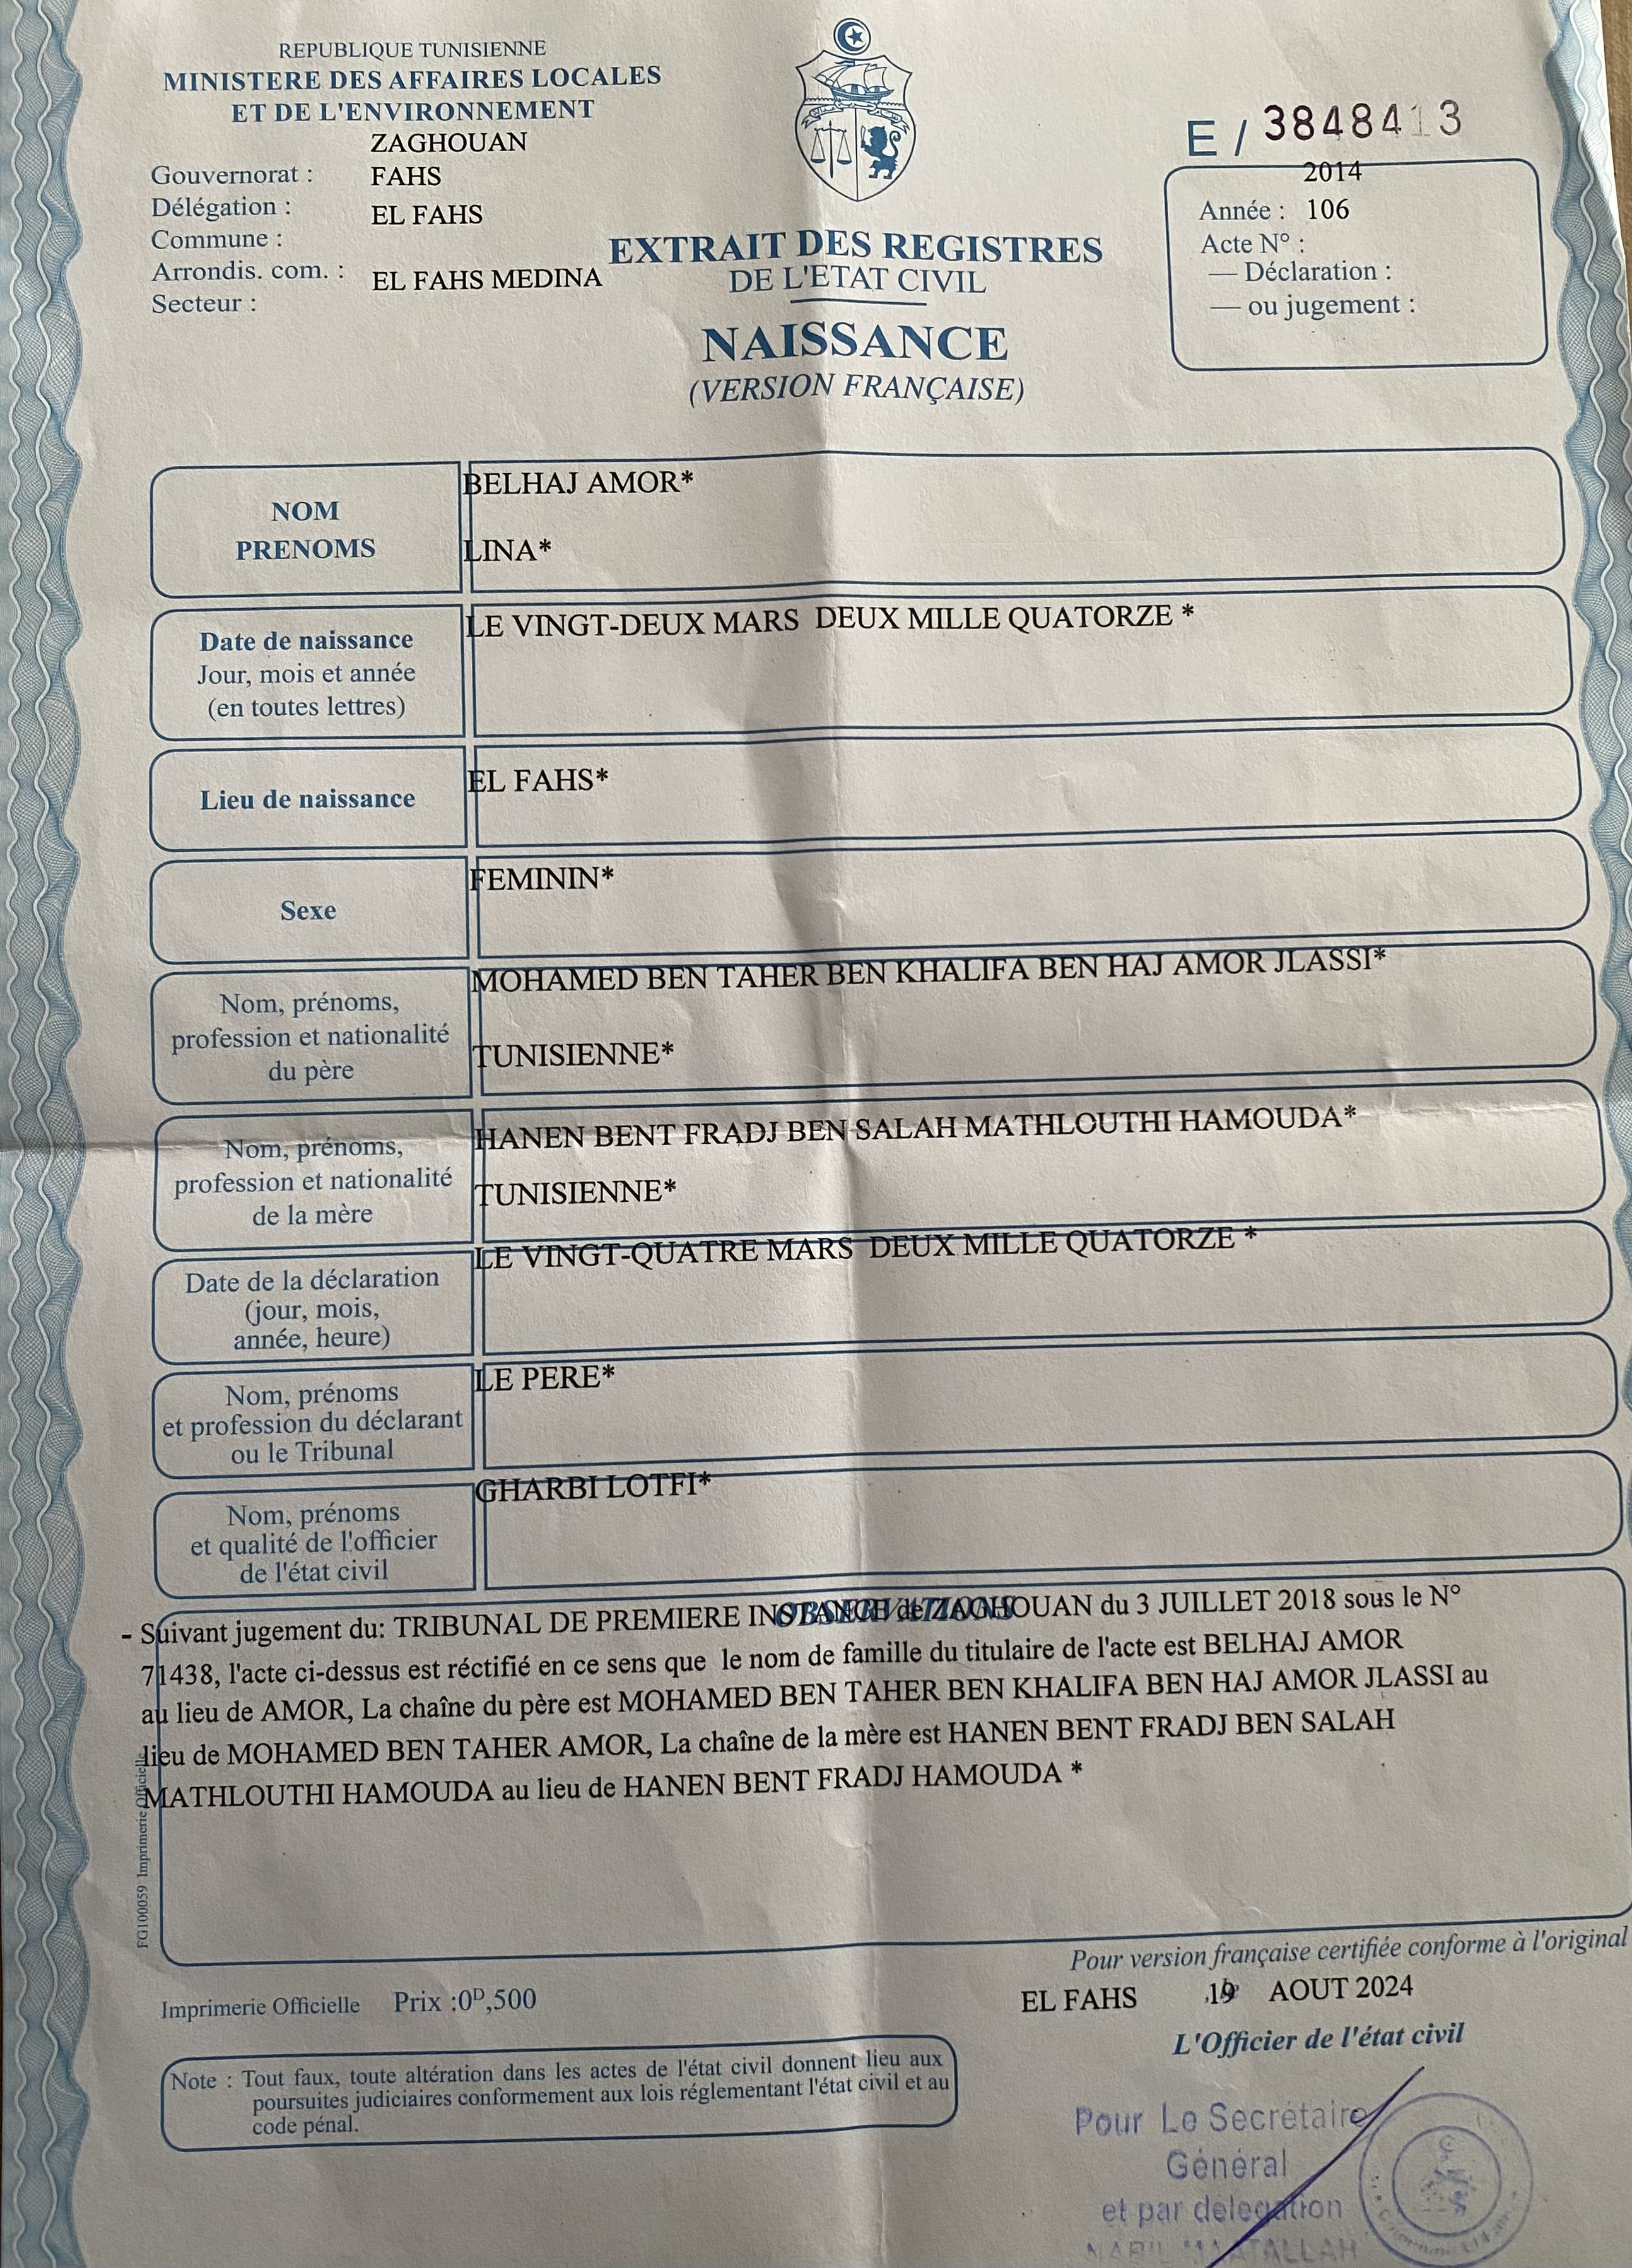 REPUBLIQUE TUNISIENNE
MINISTERE DES AFFAIRES LOCALES
ET DE L'ENVIRONNEMENT
ZAGHOUAN
Gouvernorat : FAHS
Délégation : EL FAHS
Commune :
Arrondis. com. : EL FAHS MEDINA
Secteur :
E / 3848413
2014
Année : 106
Acte N° :
— Déclaration :
— ou jugement :
EXTRAIT DES REGISTRES
DE L'ETAT CIVIL
NAISSANCE
(VERSION FRANÇAISE)
NOM
PRENOMS
BELHAJ AMOR*
LINA*
Date de naissance
Jour, mois et année
(en toutes lettres)
LE VINGT-DEUX MARS DEUX MILLE QUATORZE *
Lieu de naissance
EL FAHS*
Sexe
FEMININ*
Nom, prénoms,
profession et nationalité
du père
MOHAMED BEN TAHER BEN KHALIFA BEN HAJ AMOR JLASSI*
TUNISIENNE*
Nom, prénoms,
profession et nationalité
de la mère
HANEN BENT FRADJ BEN SALAH MATHLOUTHI HAMOUDA*
TUNISIENNE*
Date de la déclaration
(jour, mois,
année, heure)
LE VINGT-QUATRE MARS DEUX MILLE QUATORZE *
Nom, prénoms
et profession du déclarant
ou le Tribunal
LE PERE*
Nom, prénoms
et qualité de l'officier
de l'état civil
GHARBI LOTFI*
OBSERVATIONS
- Suivant jugement du: TRIBUNAL DE PREMIERE INSTANCE de ZAGHOUAN du 3 JUILLET 2018 sous le N°
71438, l'acte ci-dessus est réctifié en ce sens que le nom de famille du titulaire de l'acte est BELHAJ AMOR
au lieu de AMOR, La chaîne du père est MOHAMED BEN TAHER BEN KHALIFA BEN HAJ AMOR JLASSI au
lieu de MOHAMED BEN TAHER AMOR, La chaîne de la mère est HANEN BENT FRADJ BEN SALAH
MATHLOUTHI HAMOUDA au lieu de HANEN BENT FRADJ HAMOUDA *
FG100059 Imprimerie Officielle
Pour version française certifiée conforme à l'original
EL FAHS 19 AOUT 2024
Imprimerie Officielle Prix :0ᴰ,500
L'Officier de l'état civil
Note : Tout faux, toute altération dans les actes de l'état civil donnent lieu aux
poursuites judiciaires conformement aux lois réglementant l'état civil et au
code pénal.
Pour Le Secrétaire
Général
et par délegation
NABIL MAATALLAH